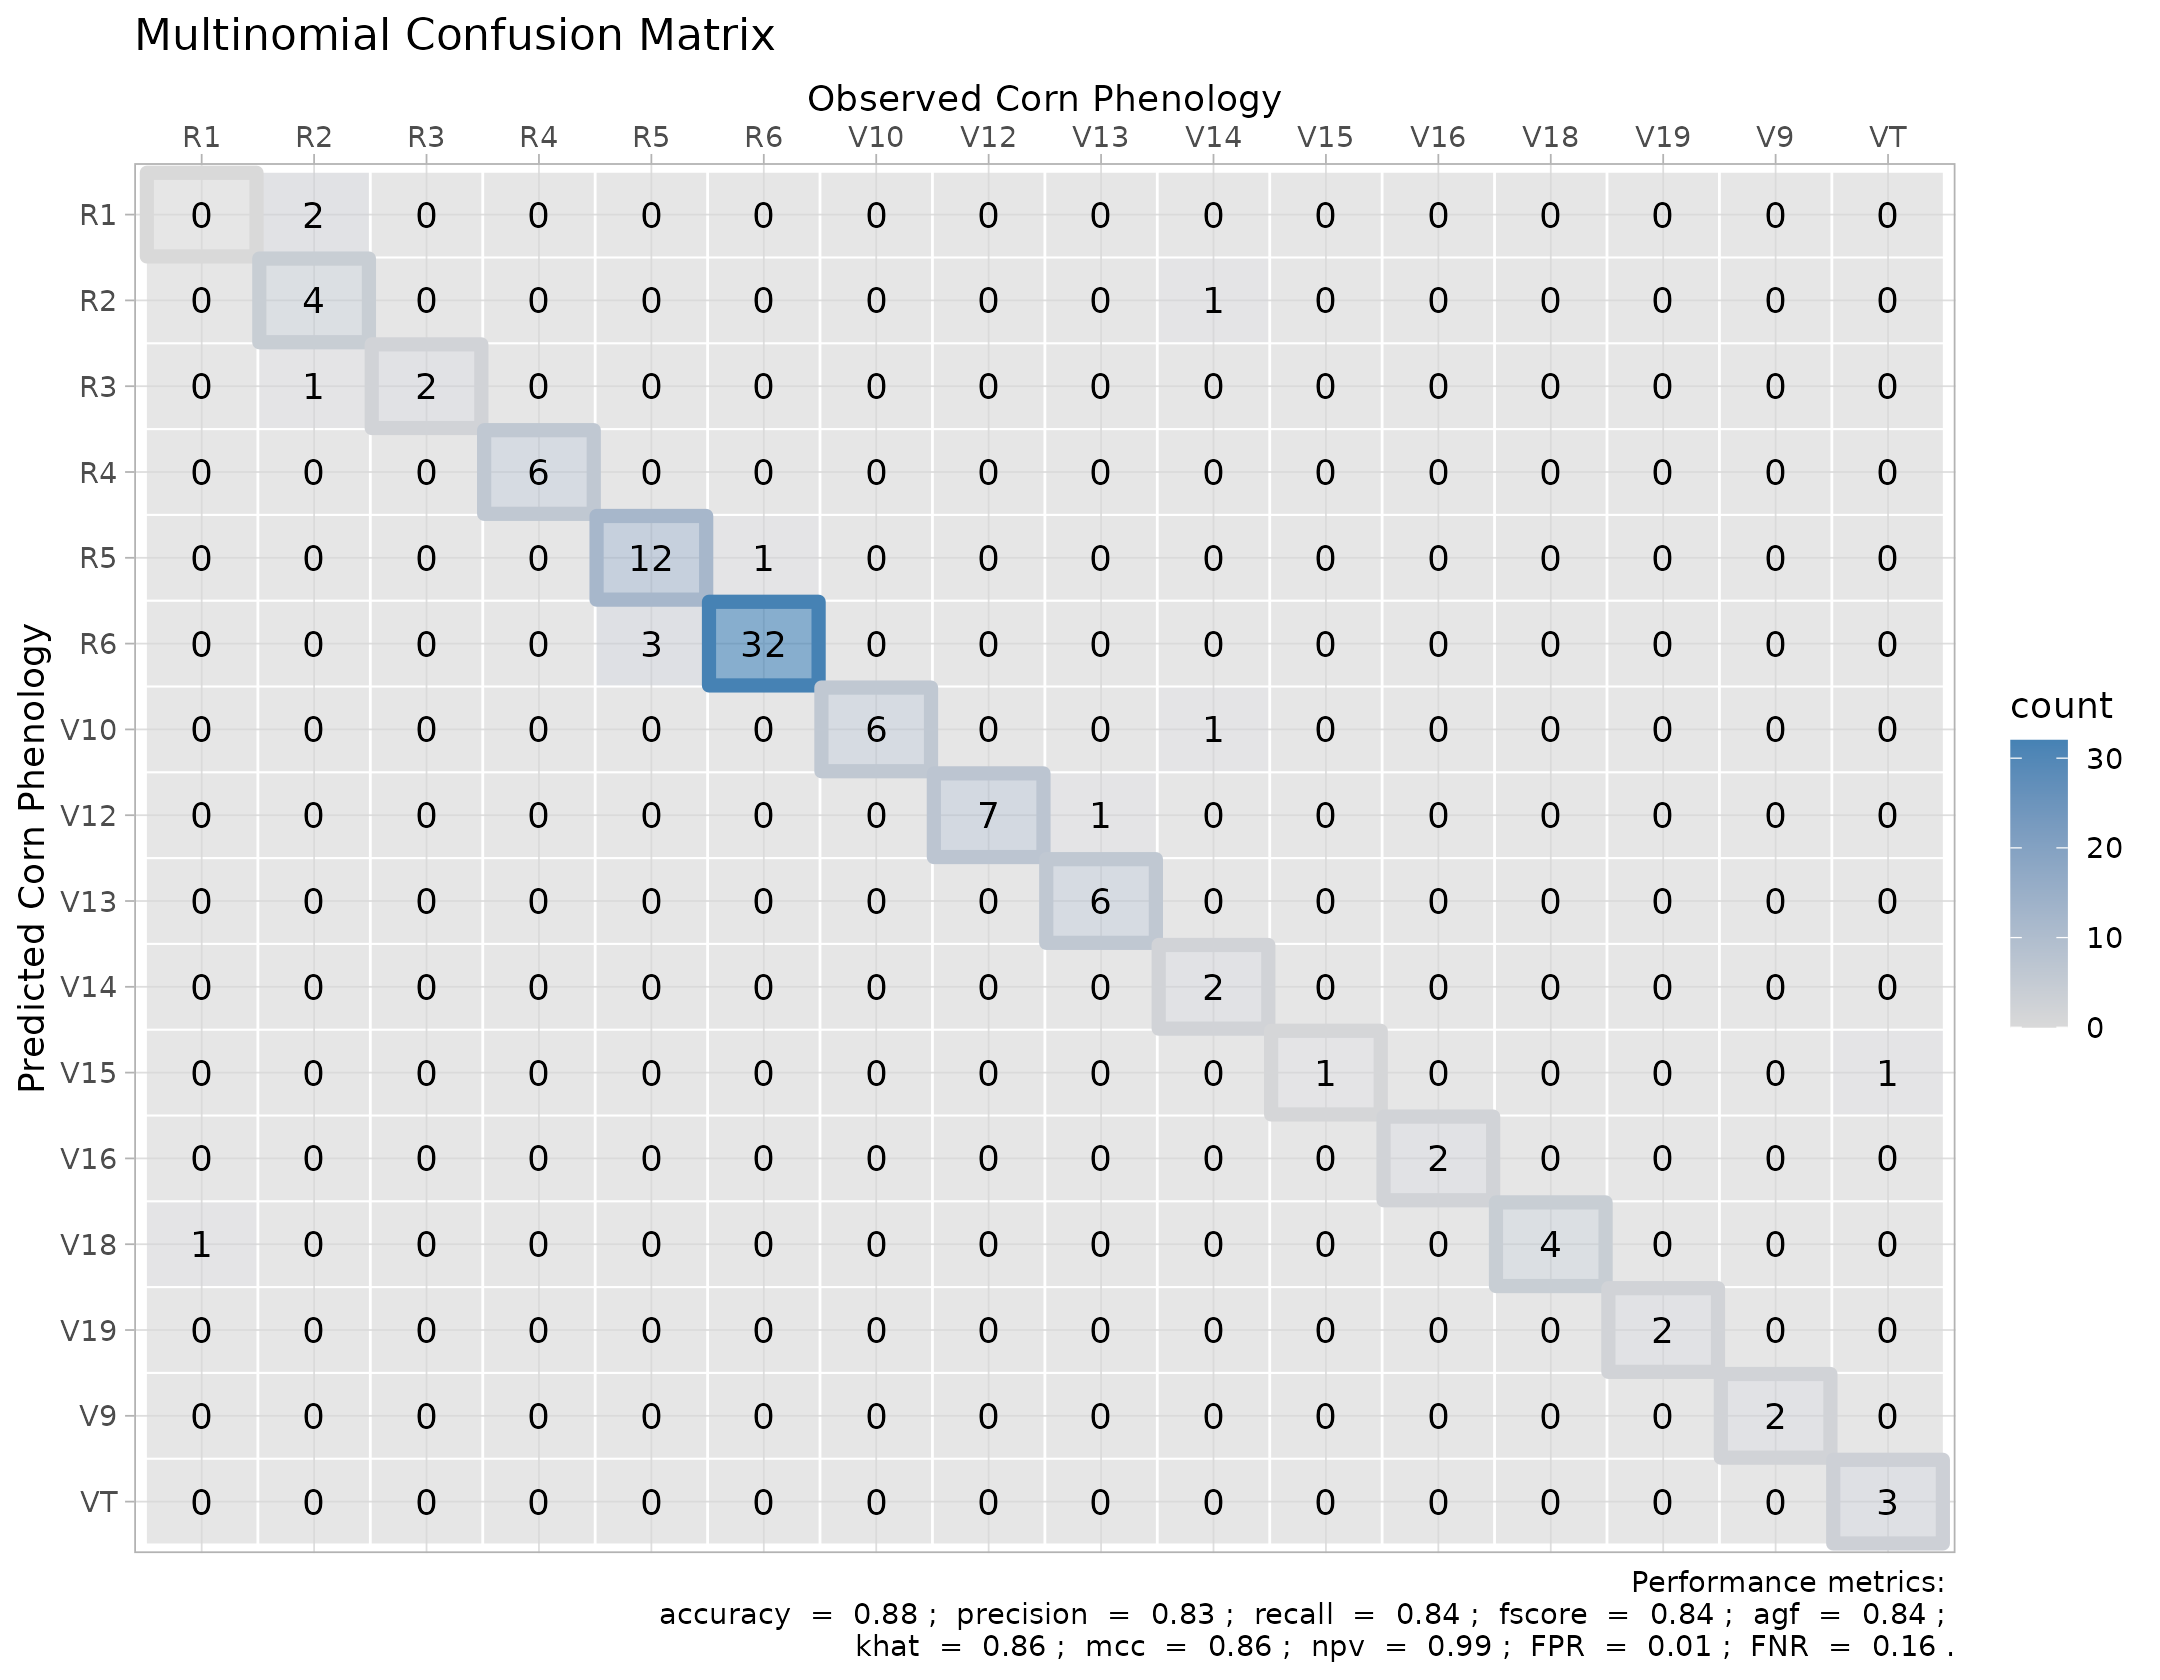 Multinomial Confusion Matrix
Observed Corn Phenology
R1 R2 R3 R4 R5 R6 V10 V12 V13 V14 V15 V16 V18 V19 V9 VT
R1 0 2 0 0 0 0 0 0 0 0 0 0 0 0 0 0
R2 0 4 0 0 0 0 0 0 0 1 0 0 0 0 0 0
R3 0 1 2 0 0 0 0 0 0 0 0 0 0 0 0 0
R4 0 0 0 6 0 0 0 0 0 0 0 0 0 0 0 0
R5 0 0 0 0 12 1 0 0 0 0 0 0 0 0 0 0
R6 0 0 0 0 3 32 0 0 0 0 0 0 0 0 0 0
V10 0 0 0 0 0 0 6 0 0 1 0 0 0 0 0 0
V12 0 0 0 0 0 0 0 7 1 0 0 0 0 0 0 0
V13 0 0 0 0 0 0 0 0 6 0 0 0 0 0 0 0
V14 0 0 0 0 0 0 0 0 0 2 0 0 0 0 0 0
V15 0 0 0 0 0 0 0 0 0 0 1 0 0 0 0 1
V16 0 0 0 0 0 0 0 0 0 0 0 2 0 0 0 0
V18 1 0 0 0 0 0 0 0 0 0 0 0 4 0 0 0
V19 0 0 0 0 0 0 0 0 0 0 0 0 0 2 0 0
V9 0 0 0 0 0 0 0 0 0 0 0 0 0 0 2 0
VT 0 0 0 0 0 0 0 0 0 0 0 0 0 0 0 3
Predicted Corn Phenology
count
30
20
10
0
Performance metrics:
accuracy = 0.88 ; precision = 0.83 ; recall = 0.84 ; fscore = 0.84 ; agf = 0.84 ;
khat = 0.86 ; mcc = 0.86 ; npv = 0.99 ; FPR = 0.01 ; FNR = 0.16 .